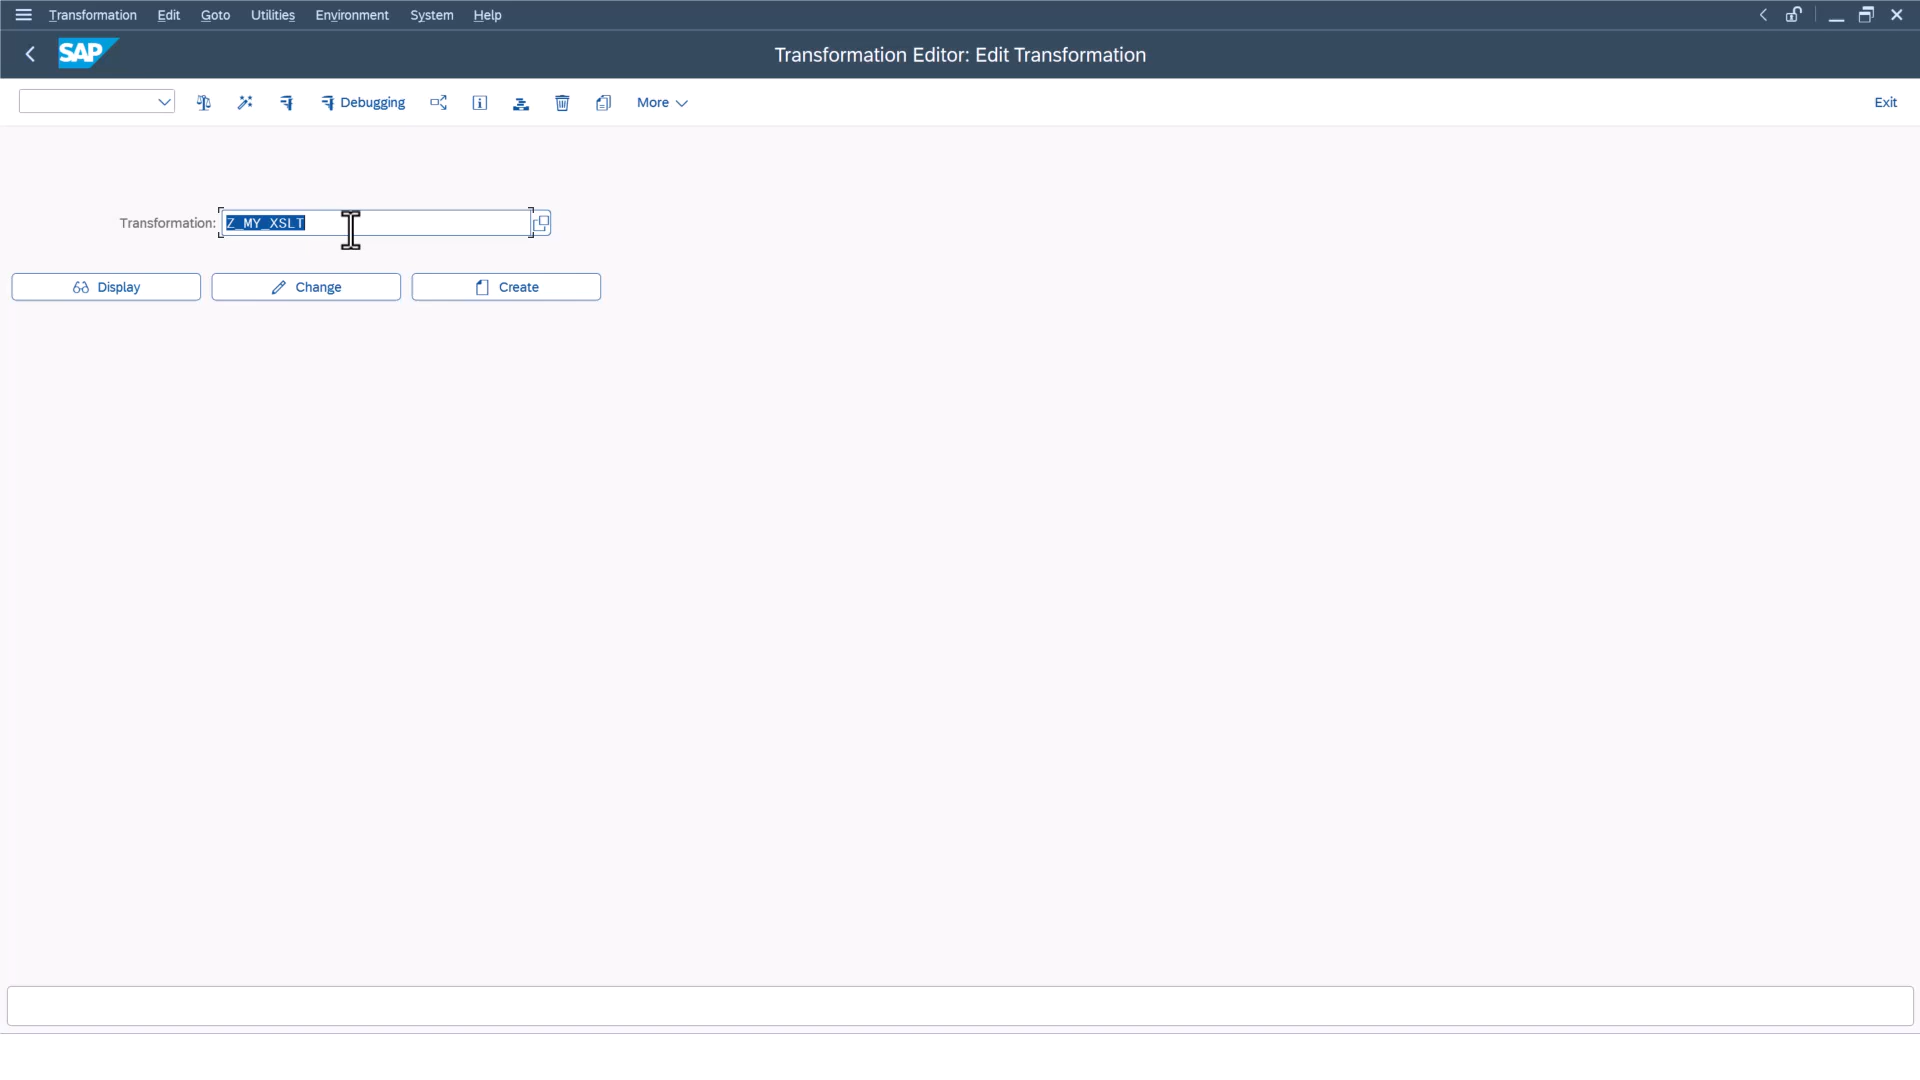 Transformation Edit Goto Utilities Environment System Help
SAP Transformation Editor: Edit Transformation
Debugging More Exit
Transformation: Z_MY_XSLT
Display Change Create